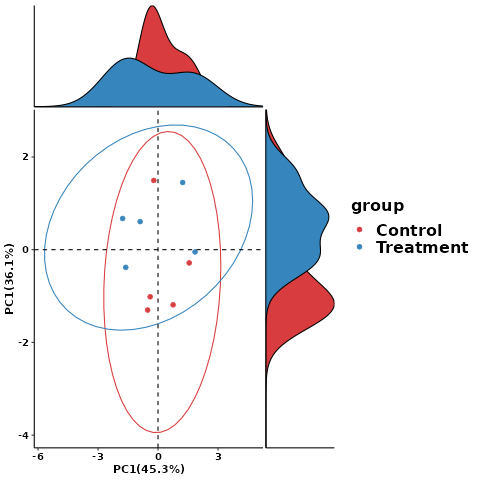 group
Control
Treatment
PC1(36.1%)
2
0
-2
-4
-6
-3
0
3
PC1(45.3%)